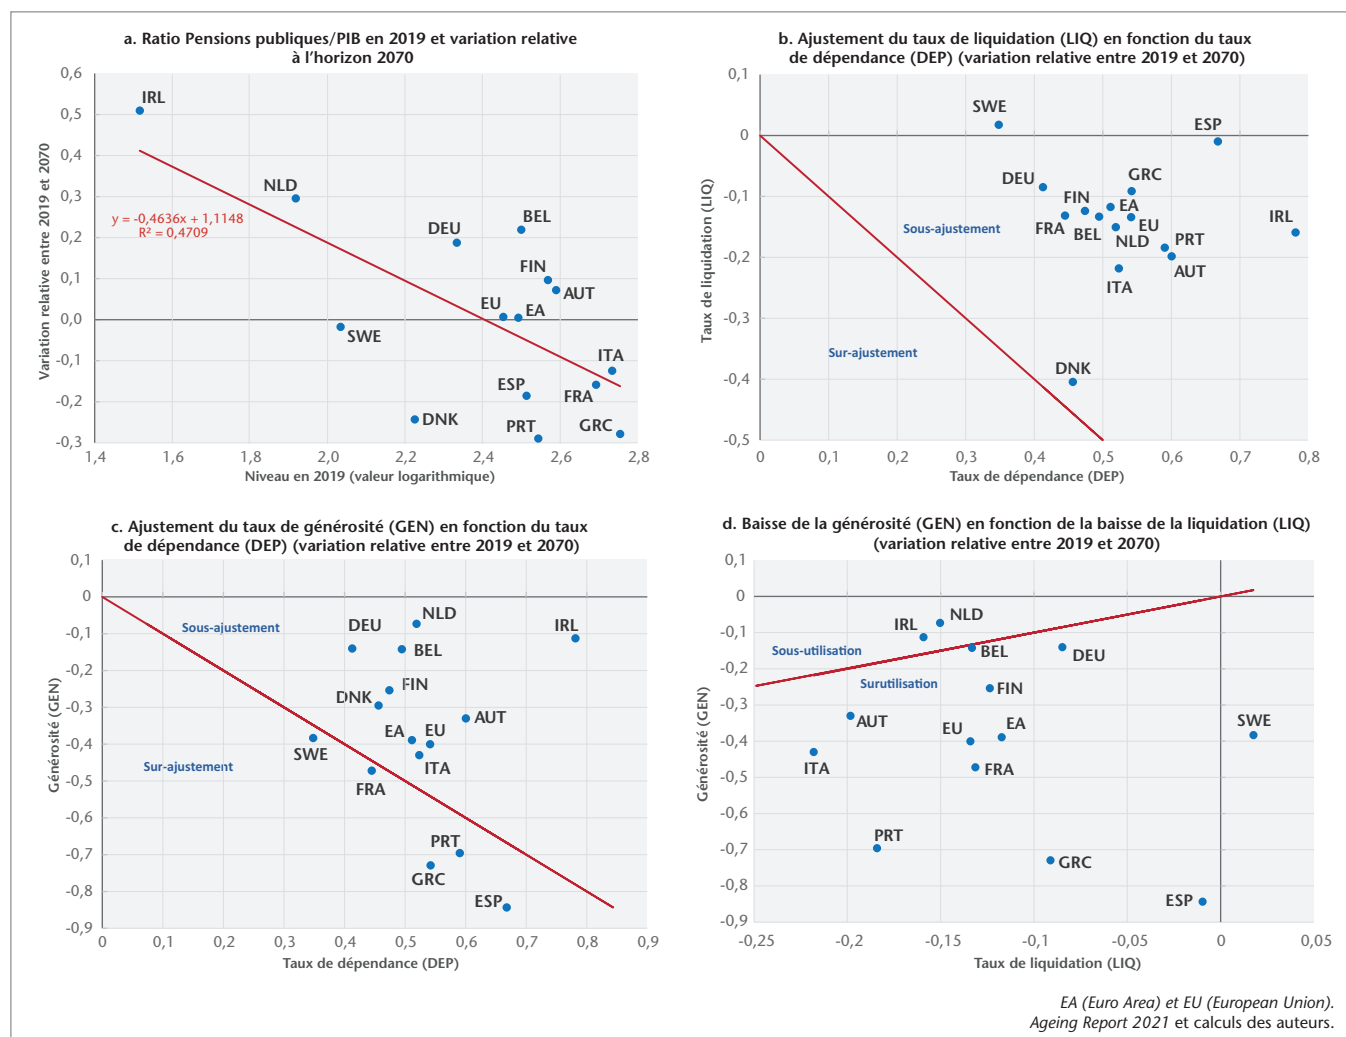 a. Ratio Pensions publiques/PIB en 2019 et variation relative
à l'horizon 2070
0,6
0,5
0,4
0,3
0,2
0,1
0,0
-0,1
-0,2
-0,3
Variation relative entre 2019 et 2070
IRL
NLD
y = -0,4636x + 1,1148
R² = 0,4709
DEU
BEL
FIN
AUT
EU
EA
SWE
ITA
ESP
FRA
DNK
PRT
GRC
1,4 1,6 1,8 2,0 2,2 2,4 2,6 2,8
Niveau en 2019 (valeur logarithmique)
b. Ajustement du taux de liquidation (LIQ) en fonction du taux
de dépendance (DEP) (variation relative entre 2019 et 2070)
0,1
0
-0,1
-0,2
-0,3
-0,4
-0,5
Taux de liquidation (LIQ)
SWE
ESP
DEU
GRC
FIN
EA
FRA
BEL
EU
IRL
Sous-ajustement
NLD
PRT
AUT
ITA
Sur-ajustement
DNK
0 0,1 0,2 0,3 0,4 0,5 0,6 0,7 0,8
Taux de dépendance (DEP)
c. Ajustement du taux de générosité (GEN) en fonction du taux
de dépendance (DEP) (variation relative entre 2019 et 2070)
0,1
0
-0,1
-0,2
-0,3
-0,4
-0,5
-0,6
-0,7
-0,8
-0,9
Générosité (GEN)
NLD
Sous-ajustement
DEU
IRL
BEL
FIN
DNK
AUT
EA
EU
SWE
Sur-ajustement
ITA
FRA
PRT
GRC
ESP
0 0,1 0,2 0,3 0,4 0,5 0,6 0,7 0,8 0,9
Taux de dépendance (DEP)
d. Baisse de la générosité (GEN) en fonction de la baisse de la liquidation (LIQ)
(variation relative entre 2019 et 2070)
0,1
0
-0,1
-0,2
-0,3
-0,4
-0,5
-0,6
-0,7
-0,8
-0,9
Générosité (GEN)
NLD
IRL
Sous-utilisation
BEL
DEU
Surutilisation
FIN
AUT
EU
EA
SWE
ITA
FRA
PRT
GRC
ESP
-0,25 -0,2 -0,15 -0,1 -0,05 0 0,05
Taux de liquidation (LIQ)
EA (Euro Area) et EU (European Union).
Ageing Report 2021 et calculs des auteurs.